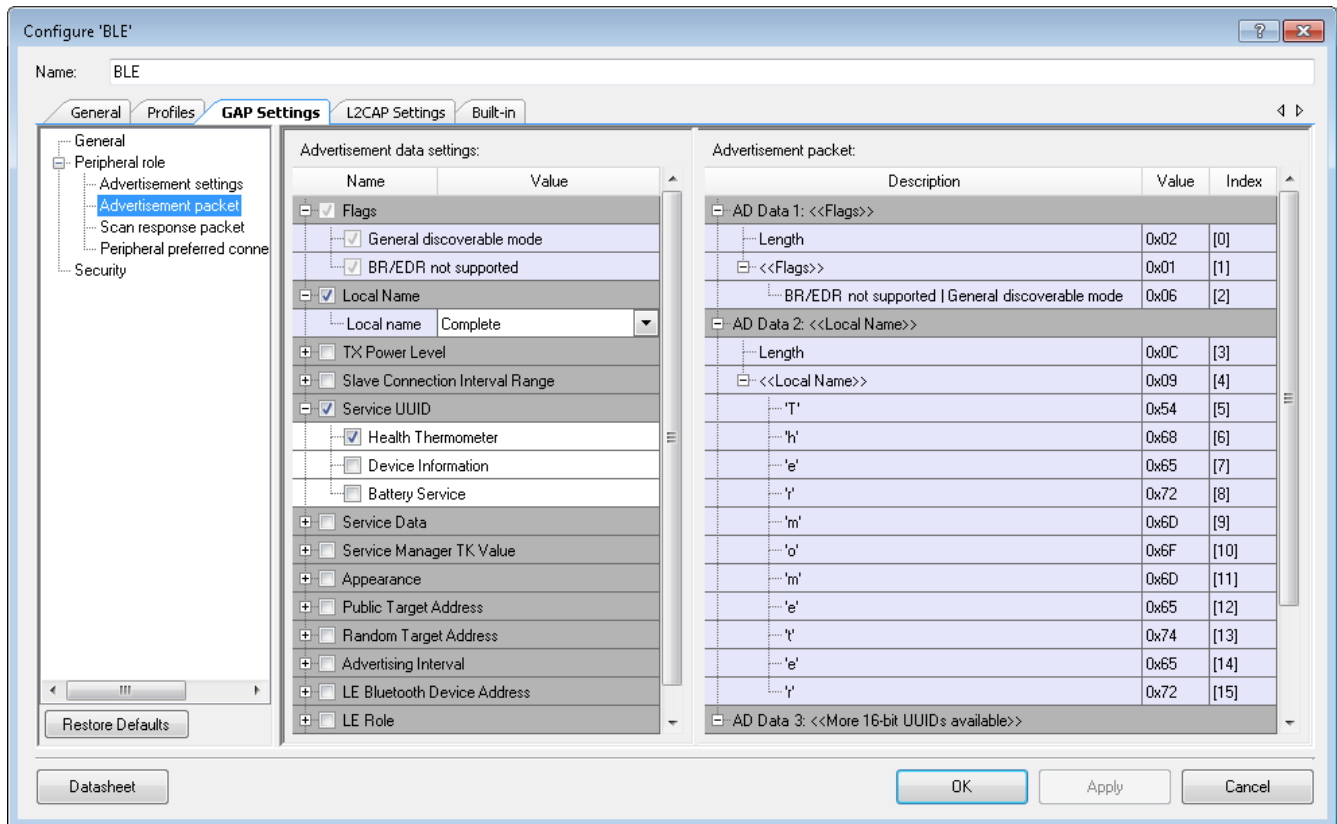 Configure 'BLE'
Name: BLE
General Profiles GAP Settings L2CAP Settings Built-in
General
Peripheral role
Advertisement settings
Advertisement packet
Scan response packet
Peripheral preferred conne
Security
Restore Defaults
Advertisement data settings:
Name Value
Flags
General discoverable mode
BR/EDR not supported
Local Name
Local name Complete
TX Power Level
Slave Connection Interval Range
Service UUID
Health Thermometer
Device Information
Battery Service
Service Data
Service Manager TK Value
Appearance
Public Target Address
Random Target Address
Advertising Interval
LE Bluetooth Device Address
LE Role
Advertisement packet:
Description Value Index
AD Data 1: <<Flags>>
Length 0x02 [0]
<<Flags>> 0x01 [1]
BR/EDR not supported | General discoverable mode 0x06 [2]
AD Data 2: <<Local Name>>
Length 0x0C [3]
<<Local Name>> 0x09 [4]
'T' 0x54 [5]
'h' 0x68 [6]
'e' 0x65 [7]
'r' 0x72 [8]
'm' 0x6D [9]
'o' 0x6F [10]
'm' 0x6D [11]
'e' 0x65 [12]
't' 0x74 [13]
'e' 0x65 [14]
'r' 0x72 [15]
AD Data 3: <<More 16-bit UUIDs available>>
Datasheet OK Apply Cancel